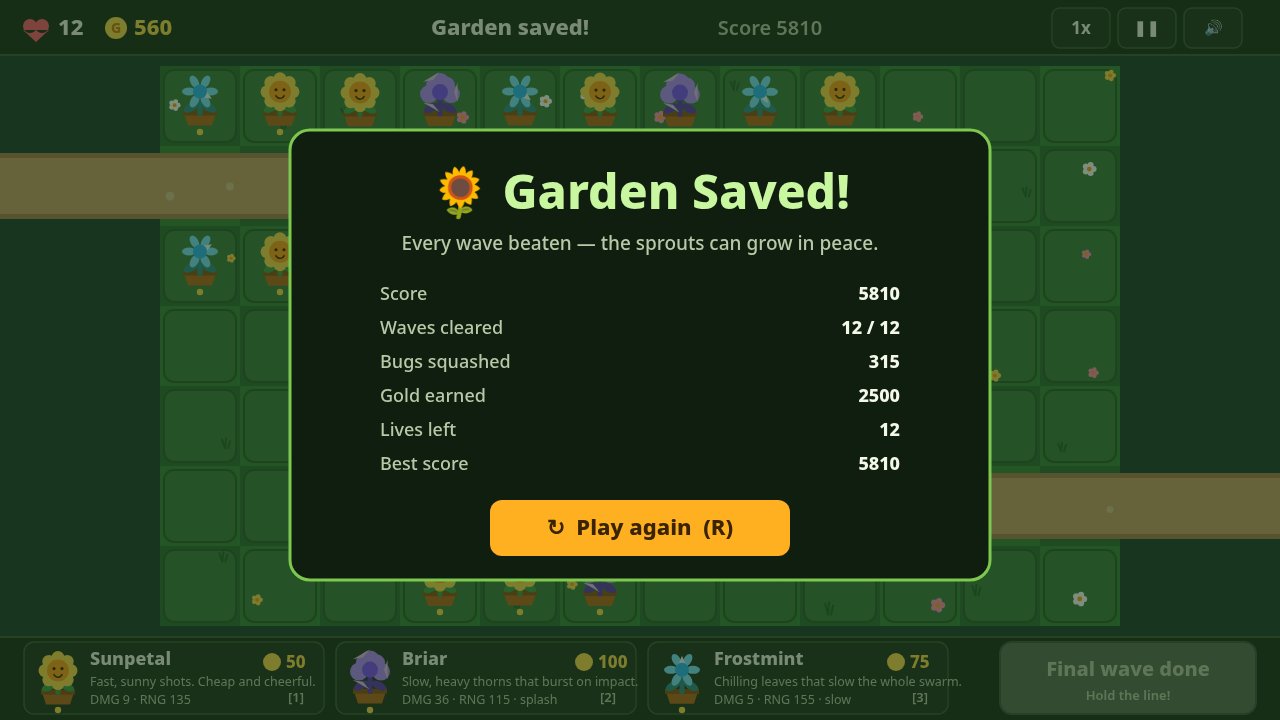 12 G 560 Garden saved! Score 5810 1x
Garden Saved!
Every wave beaten — the sprouts can grow in peace.
Score 5810
Waves cleared 12 / 12
Bugs squashed 315
Gold earned 2500
Lives left 12
Best score 5810
↻ Play again (R)
Sunpetal 50
Fast, sunny shots. Cheap and cheerful.
DMG 9 · RNG 135 [1]
Briar 100
Slow, heavy thorns that burst on impact.
DMG 36 · RNG 115 · splash [2]
Frostmint 75
Chilling leaves that slow the whole swarm.
DMG 5 · RNG 155 · slow [3]
Final wave done
Hold the line!